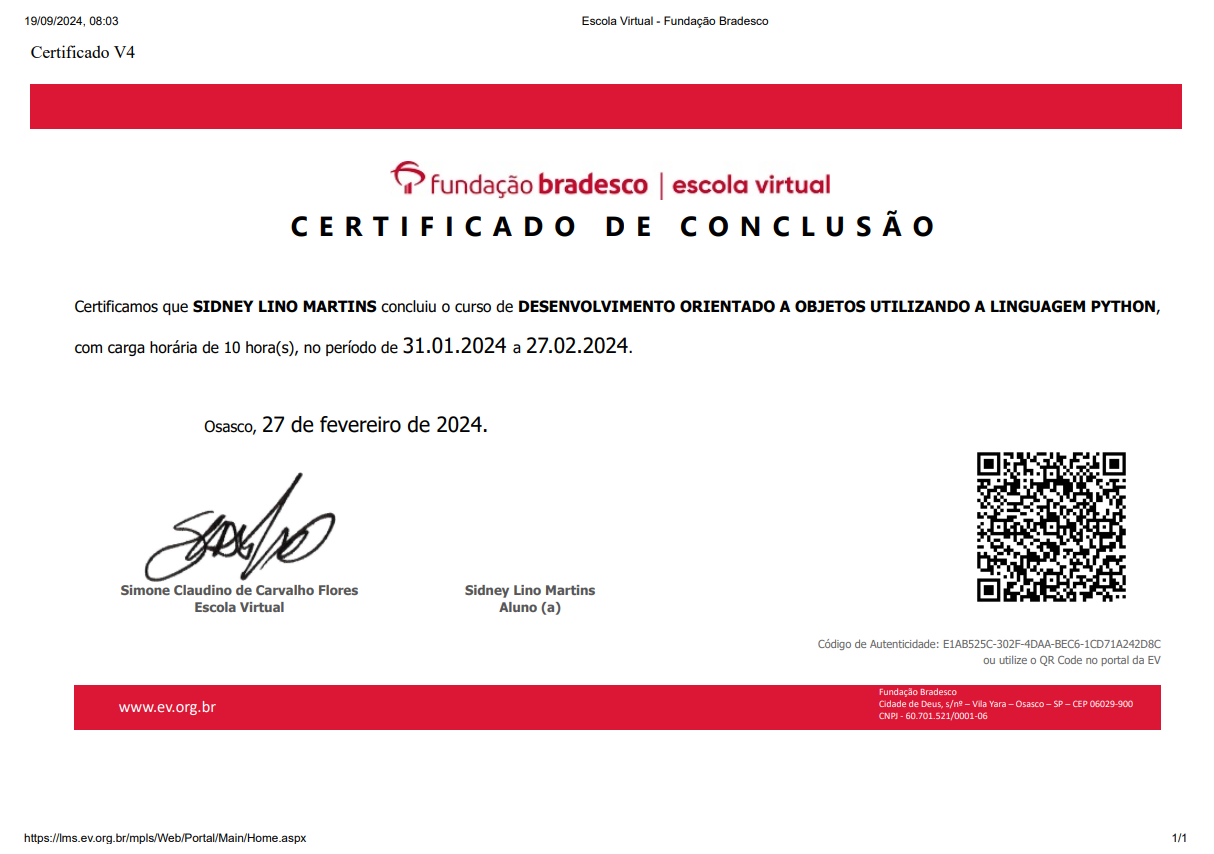 19/09/2024, 08:03 Escola Virtual - Fundação Bradesco
Certificado V4
fundação bradesco | escola virtual
CERTIFICADO DE CONCLUSÃO
Certificamos que SIDNEY LINO MARTINS concluiu o curso de DESENVOLVIMENTO ORIENTADO A OBJETOS UTILIZANDO A LINGUAGEM PYTHON,
com carga horária de 10 hora(s), no período de 31.01.2024 a 27.02.2024.
Osasco, 27 de fevereiro de 2024.
Simone Claudino de Carvalho Flores
Escola Virtual
Sidney Lino Martins
Aluno (a)
Código de Autenticidade: E1AB525C-302F-4DAA-BEC6-1CD71A242D8C
ou utilize o QR Code no portal da EV
www.ev.org.br
Fundação Bradesco
Cidade de Deus, s/nº – Vila Yara – Osasco – SP – CEP 06029-900
CNPJ - 60.701.521/0001-06
https://lms.ev.org.br/mpls/Web/Portal/Main/Home.aspx 1/1